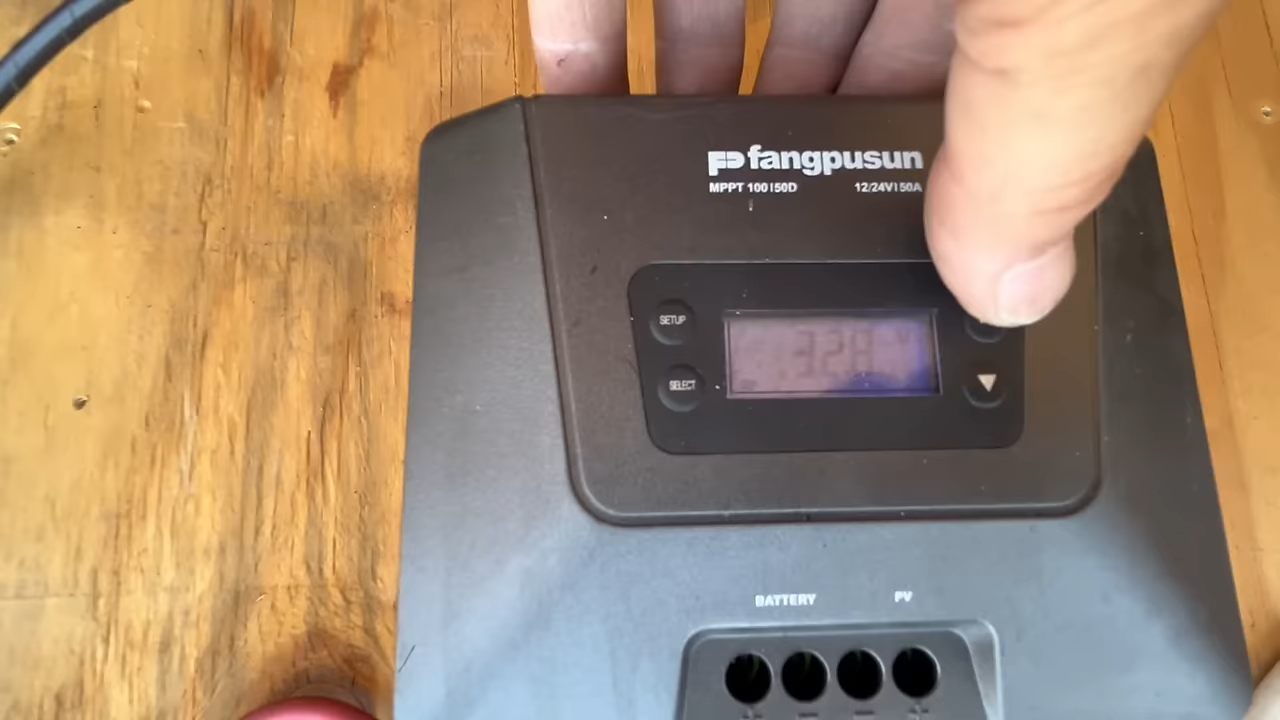 fangpusun
MPPT 100|50D
12/24V|50A
SETUP
SELECT
BATTERY
PV